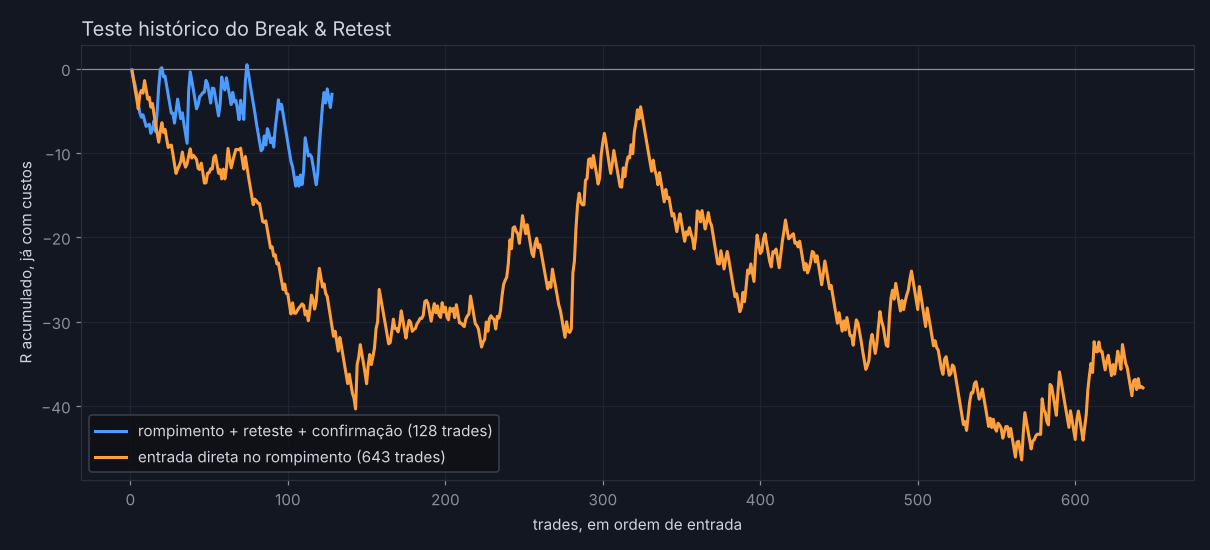 Teste histórico do Break & Retest
R acumulado, já com custos
0
−10
−20
−30
−40
rompimento + reteste + confirmação (128 trades)
entrada direta no rompimento (643 trades)
0
100
200
300
400
500
600
trades, em ordem de entrada